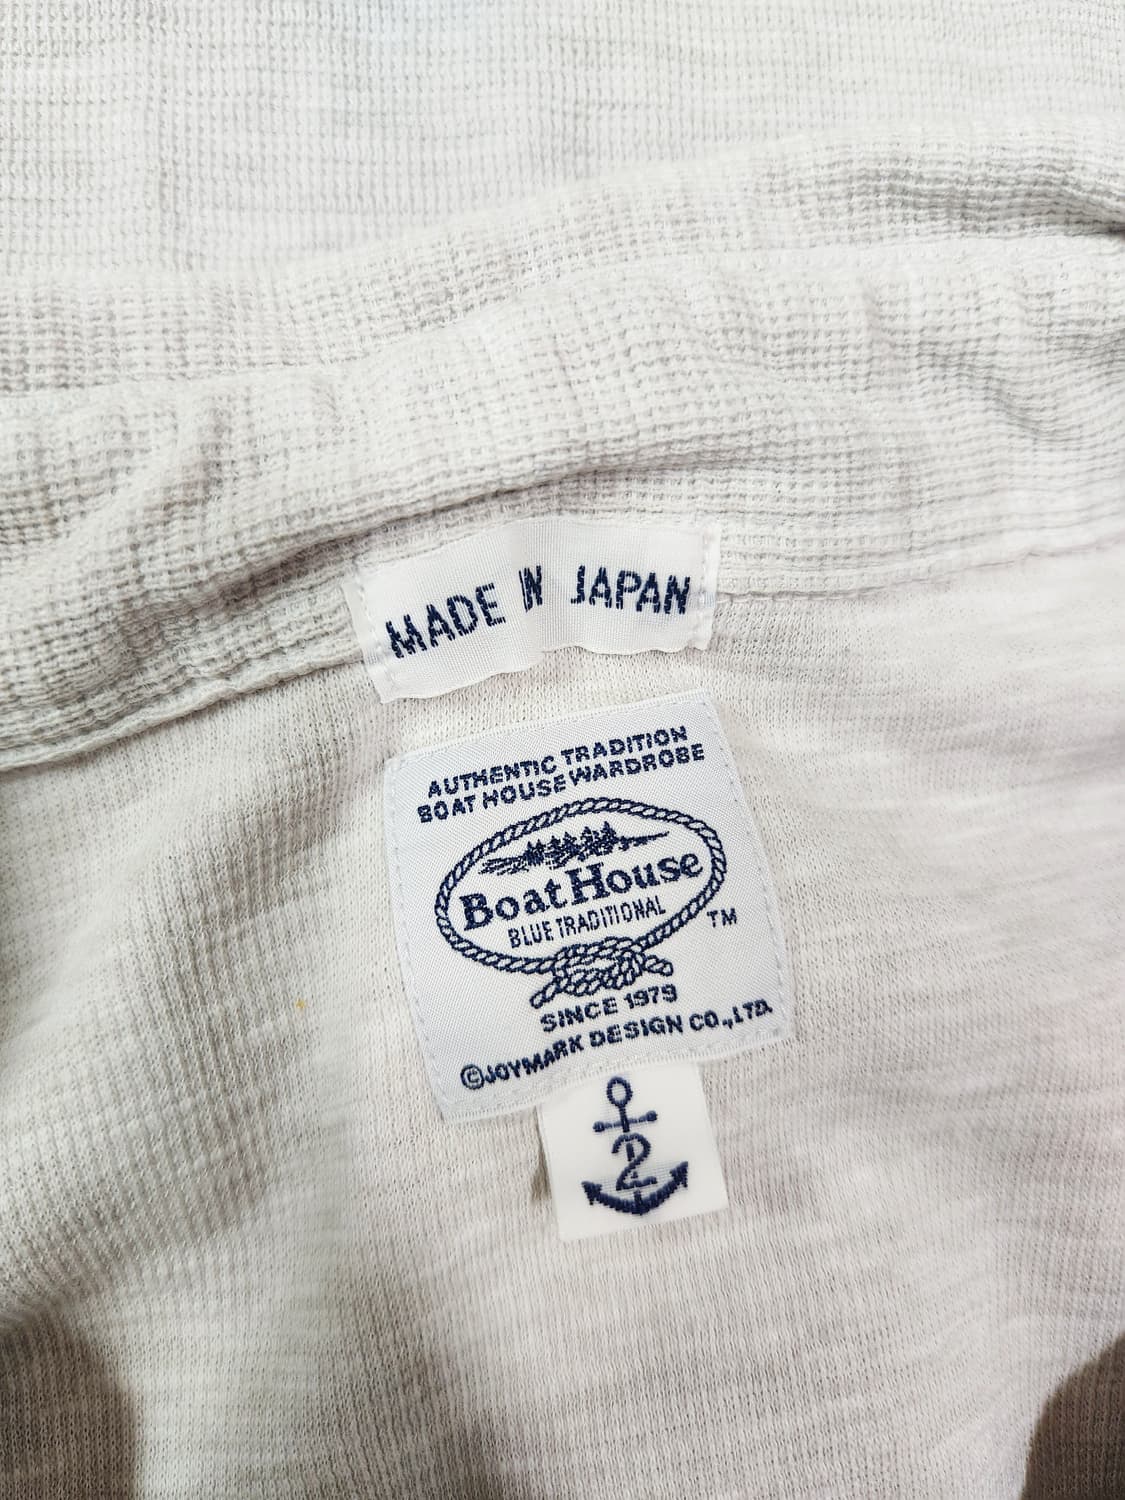 MADE IN JAPAN
AUTHENTIC TRADITION
BOAT HOUSE WARDROBE
BoatHouse
BLUE TRADITIONAL
TM
SINCE 1979
©JOYMARK DESIGN CO.,LTD.
2